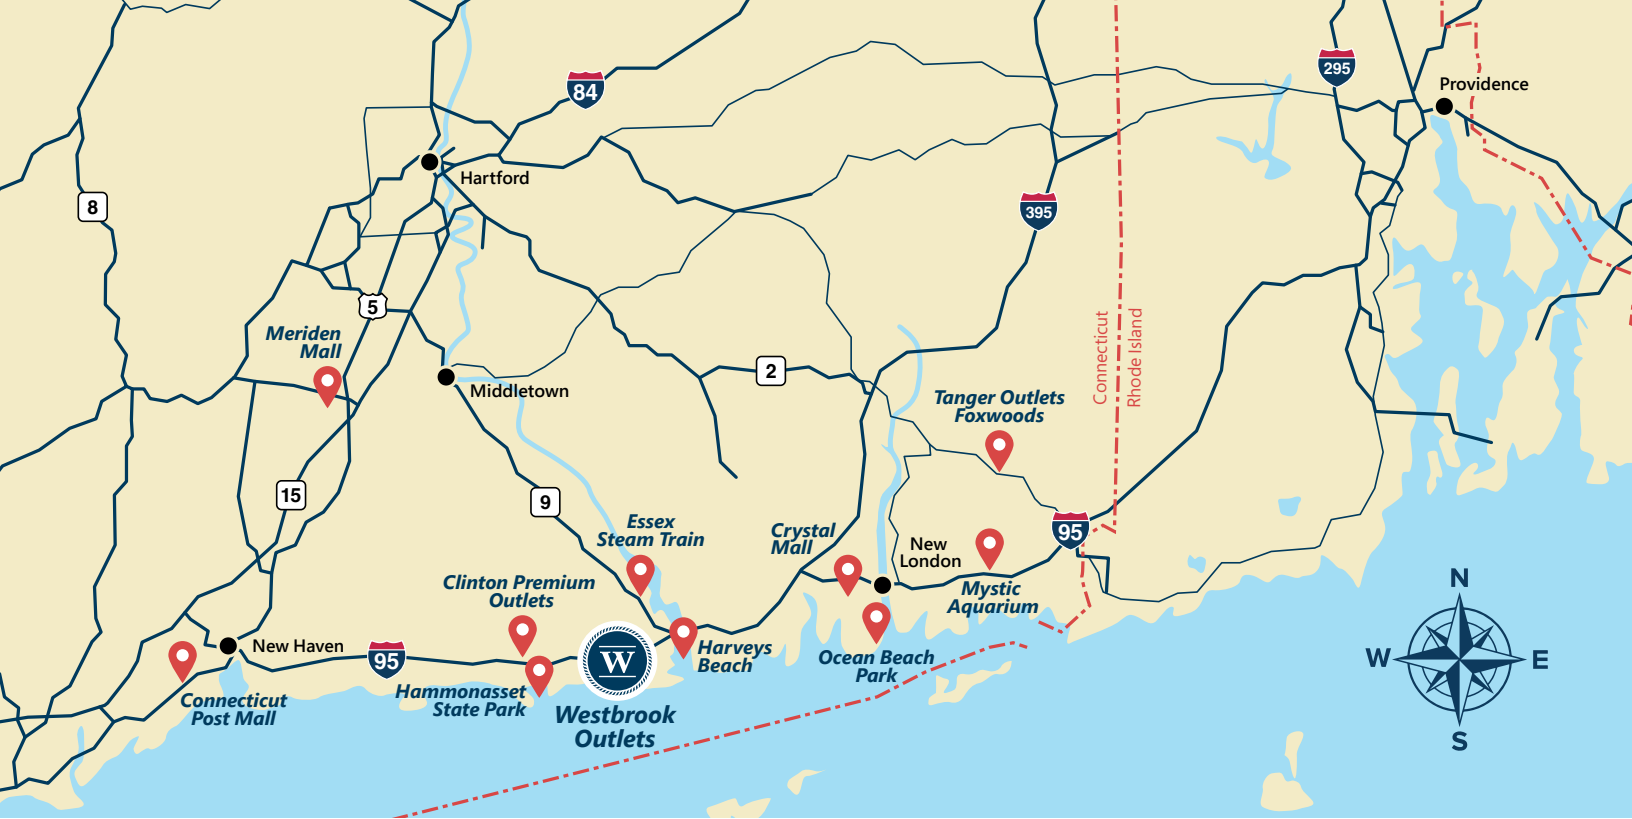 84
295
Providence
Hartford
8
395
5
Meriden
Mall
Connecticut
Rhode Island
2
Middletown
Tanger Outlets
Foxwoods
15
9
Essex
Steam Train
Crystal
Mall
New
London
95
Mystic
Aquarium
Clinton Premium
Outlets
New Haven
95
W
Harveys
Beach
Ocean Beach
Park
Hammonasset
State Park
Connecticut
Post Mall
Westbrook
Outlets
N
W
E
S